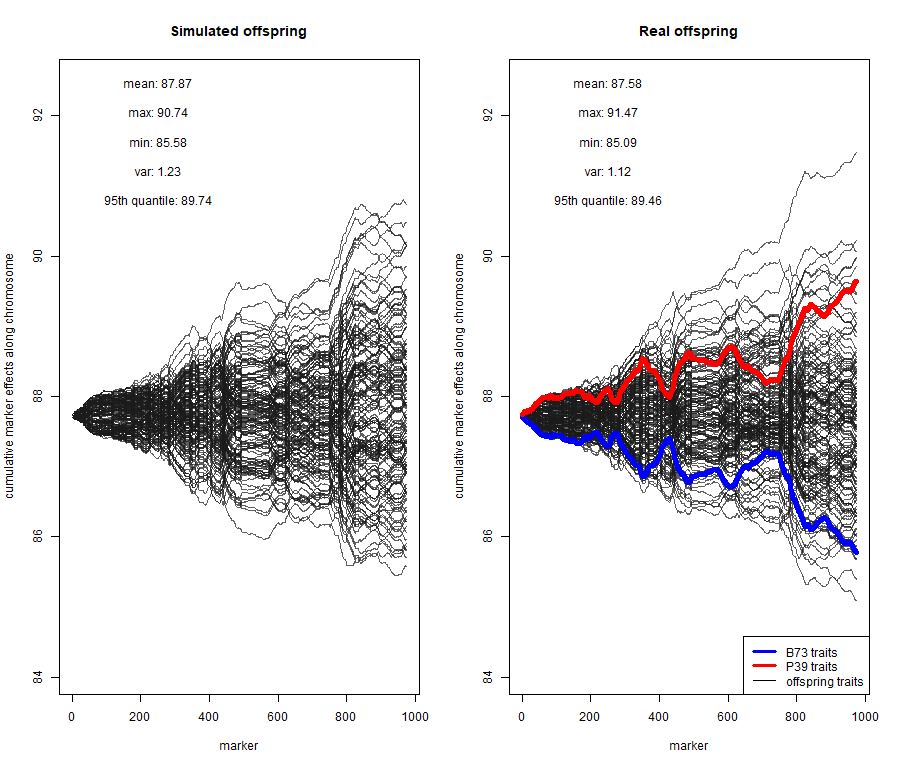 Simulated offspring
mean: 87.87
max: 90.74
min: 85.58
var: 1.23
95th quantile: 89.74
cumulative marker effects along chromosome
92
90
88
86
84
0 200 400 600 800 1000
marker
Real offspring
mean: 87.58
max: 91.47
min: 85.09
var: 1.12
95th quantile: 89.46
cumulative marker effects along chromosome
92
90
88
86
84
B73 traits
P39 traits
offspring traits
0 200 400 600 800 1000
marker